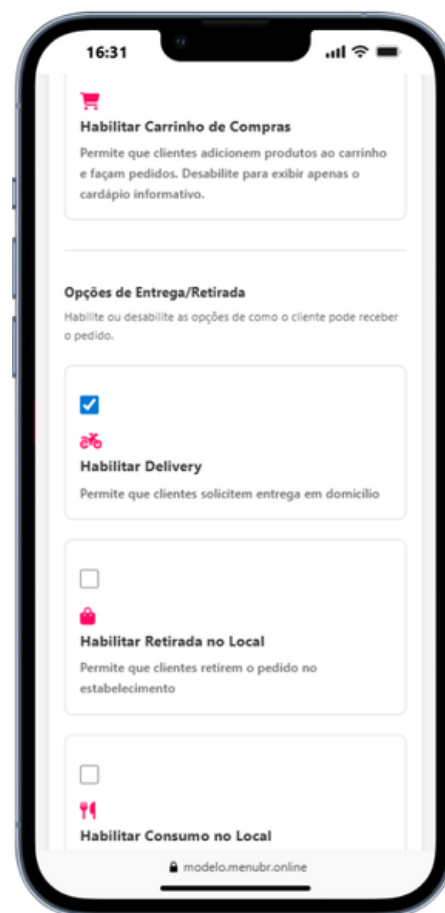 16:31
Habilitar Carrinho de Compras
Permite que clientes adicionem produtos ao carrinho
e façam pedidos. Desabilite para exibir apenas o
cardápio informativo.
Opções de Entrega/Retirada
Habilite ou desabilite as opções de como o cliente pode receber
o pedido.
Habilitar Delivery
Permite que clientes solicitem entrega em domicílio
Habilitar Retirada no Local
Permite que clientes retirem o pedido no
estabelecimento
Habilitar Consumo no Local
modelo.menubr.online